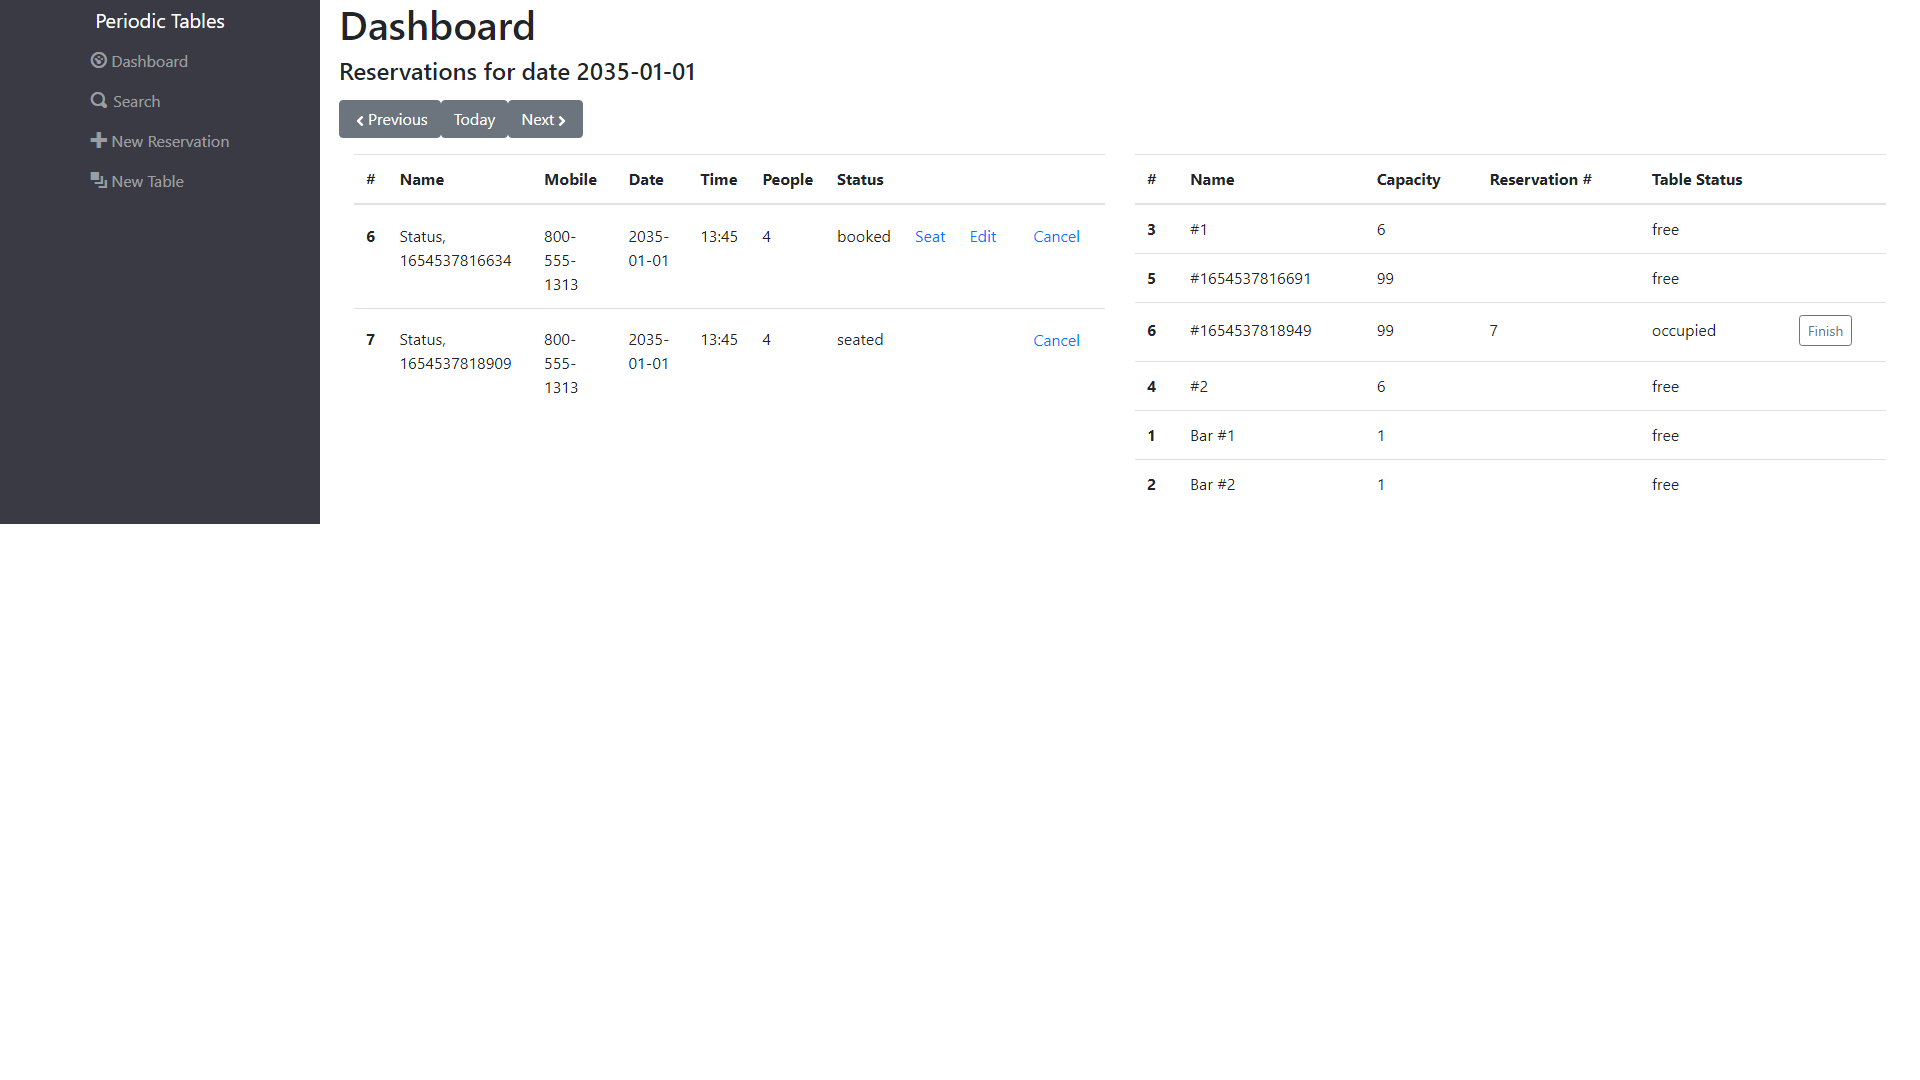 Periodic Tables
Dashboard
Search
New Reservation
New Table
Dashboard
Reservations for date 2035-01-01
Previous Today Next
# Name Mobile Date Time People Status
6 Status, 1654537816634 800-555-1313 2035-01-01 13:45 4 booked Seat Edit Cancel
7 Status, 1654537818909 800-555-1313 2035-01-01 13:45 4 seated Cancel
# Name Capacity Reservation # Table Status
3 #1 6 free
5 #1654537816691 99 free
6 #1654537818949 99 7 occupied Finish
4 #2 6 free
1 Bar #1 1 free
2 Bar #2 1 free